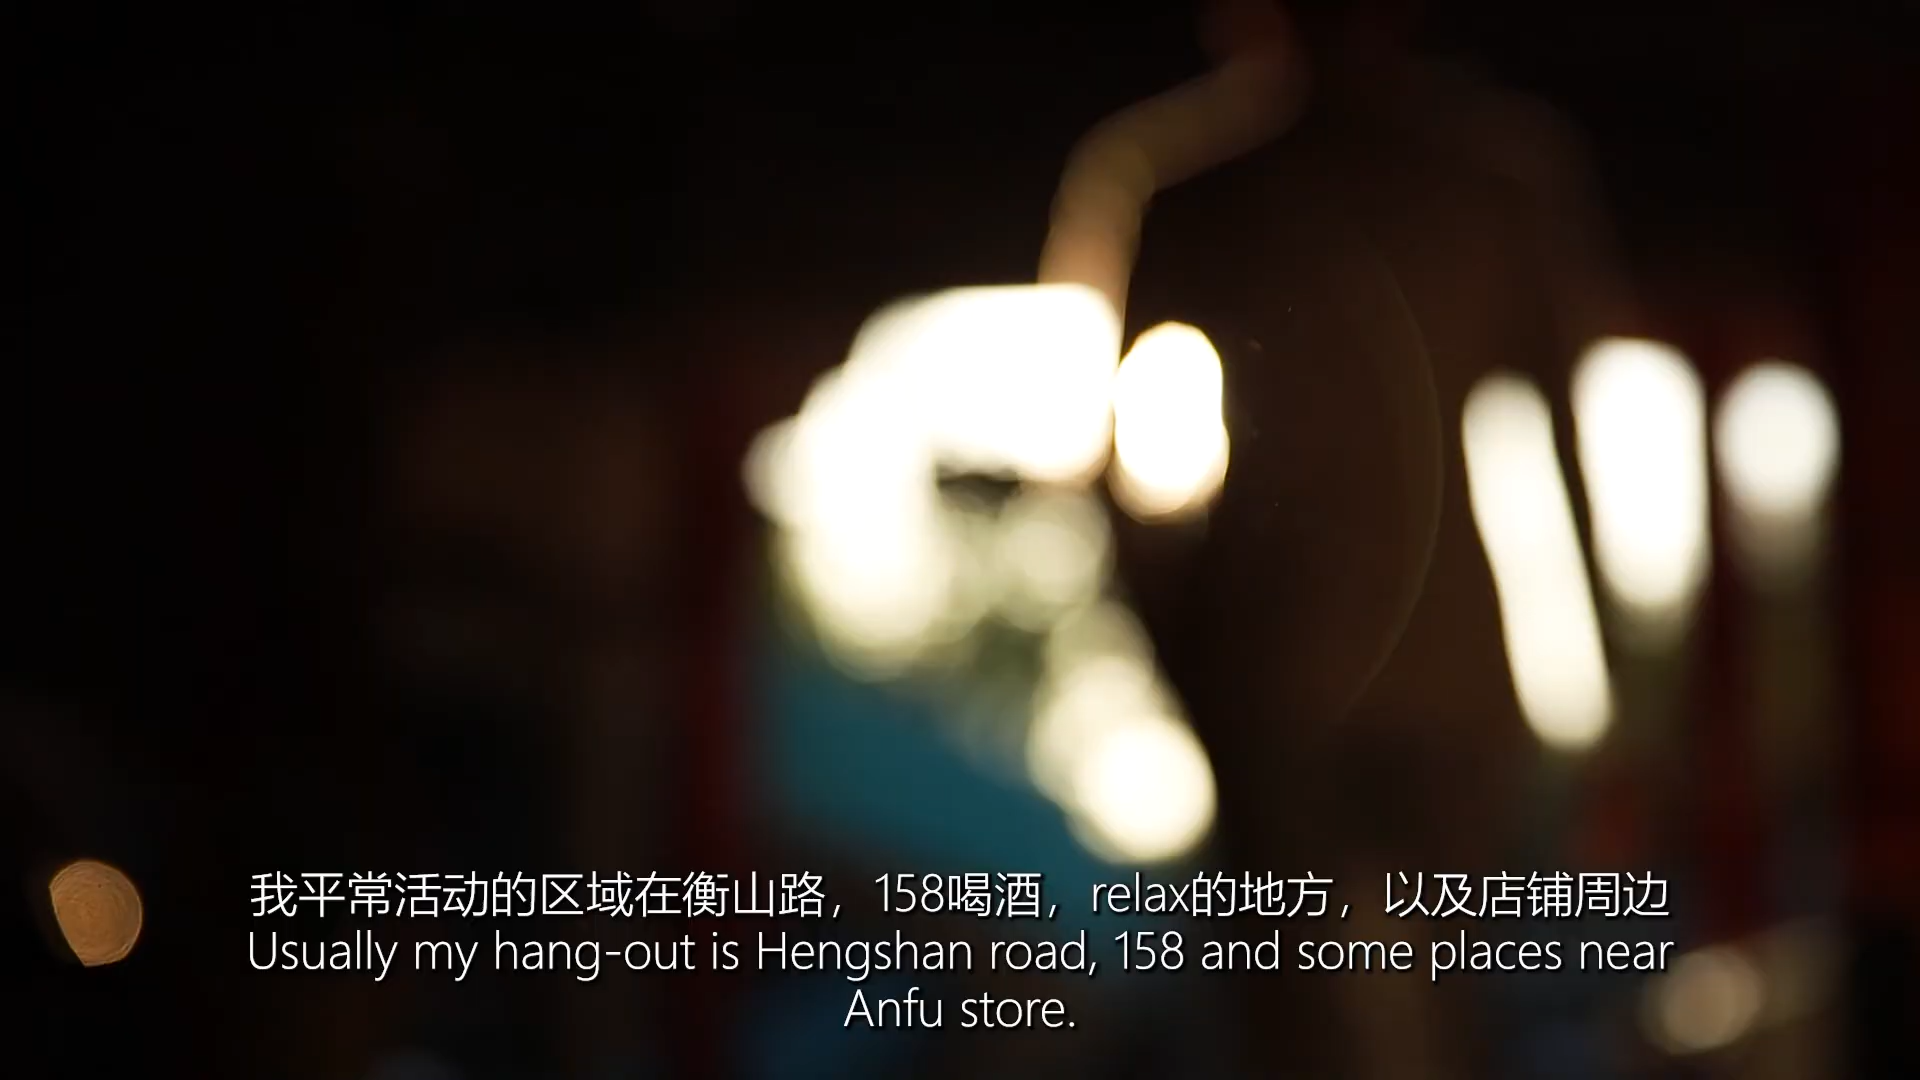 我平常活动的区域在衡山路，158喝酒，relax的地方，以及店铺周边
Usually my hang-out is Hengshan road, 158 and some places near
Anfu store.